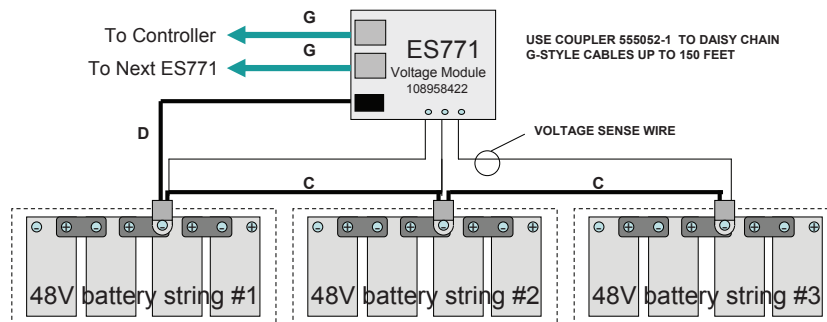 G
To Controller
G
To Next ES771
ES771
Voltage Module
108958422
USE COUPLER 555052-1 TO DAISY CHAIN
G-STYLE CABLES UP TO 150 FEET
D
VOLTAGE SENSE WIRE
C
C
48V battery string #1
48V battery string #2
48V battery string #3